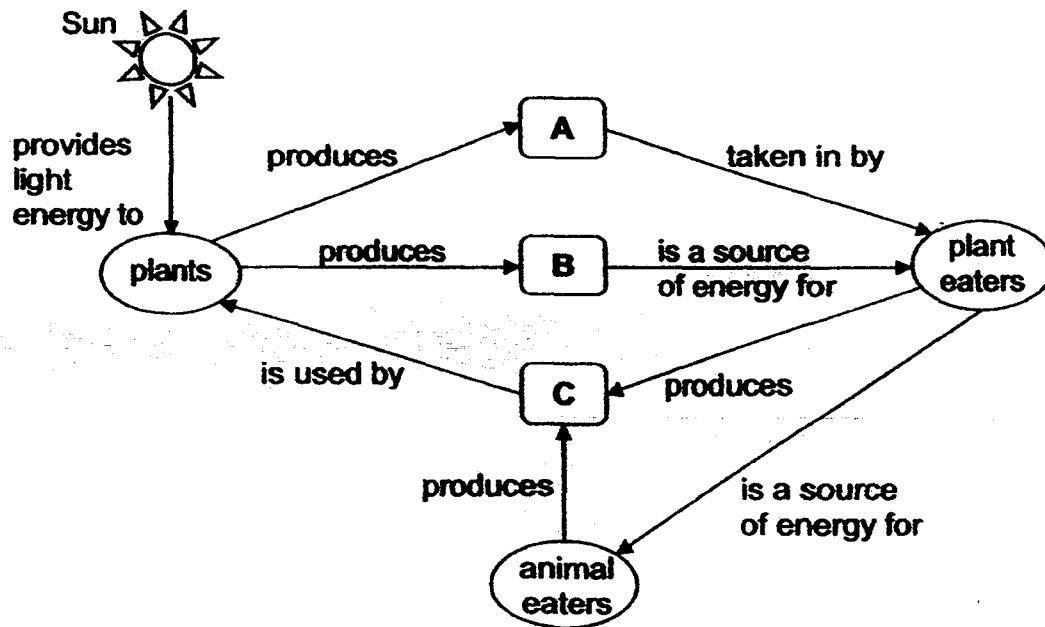 Sun
provides
light
energy to
produces
A
taken in by
plants
produces
B
is a source
of energy for
plant
eaters
is used by
C
produces
produces
is a source
of energy for
animal
eaters